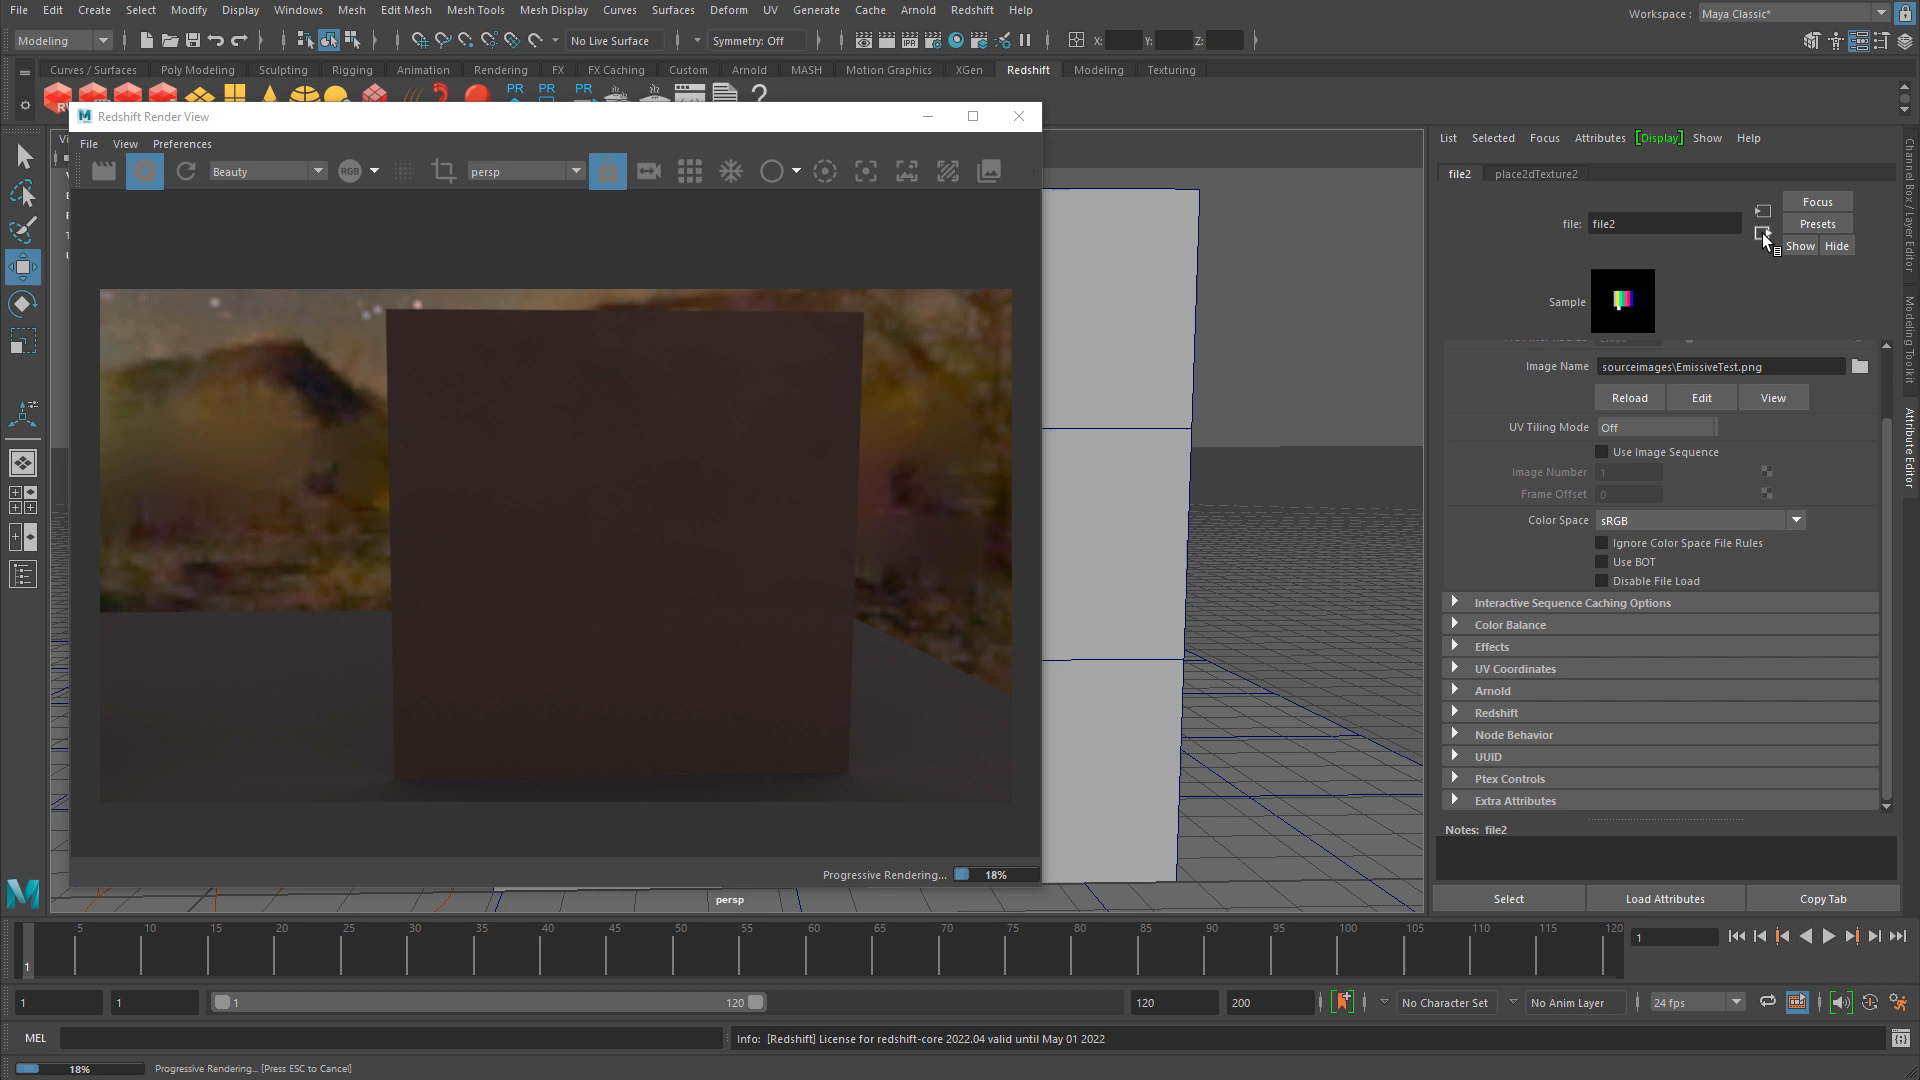 File Edit Create Select Modify Display Windows Mesh Edit Mesh Mesh Tools Mesh Display Curves Surfaces Deform UV Generate Cache Arnold Redshift Help
Workspace : Maya Classic*
Modeling
No Live Surface
Symmetry: Off
X: Y: Z:
Curves / Surfaces Poly Modeling Sculpting Rigging Animation Rendering FX FX Caching Custom Arnold MASH Motion Graphics XGen Redshift Modeling Texturing
PR PR PR
Redshift Render View
File View Preferences
Beauty
RGB
persp
Progressive Rendering... 18%
persp
List Selected Focus Attributes [Display] Show Help
file2 place2dTexture2
file: file2
Focus
Presets
Show Hide
Sample
Image Name sourceimages\EmissiveTest.png
Reload Edit View
UV Tiling Mode Off
Use Image Sequence
Image Number 1
Frame Offset 0
Color Space sRGB
Ignore Color Space File Rules
Use BOT
Disable File Load
Interactive Sequence Caching Options
Color Balance
Effects
UV Coordinates
Arnold
Redshift
Node Behavior
UUID
Ptex Controls
Extra Attributes
Notes: file2
Select Load Attributes Copy Tab
Channel Box / Layer Editor
Modeling Toolkit
Attribute Editor
5 10 15 20 25 30 35 40 45 50 55 60 65 70 75 80 85 90 95 100 105 110 115 120
1
1
1 1 1 120 120 200 No Character Set No Anim Layer 24 fps
MEL
Info: [Redshift] License for redshift-core 2022.04 valid until May 01 2022
18% Progressive Rendering... [Press ESC to Cancel]